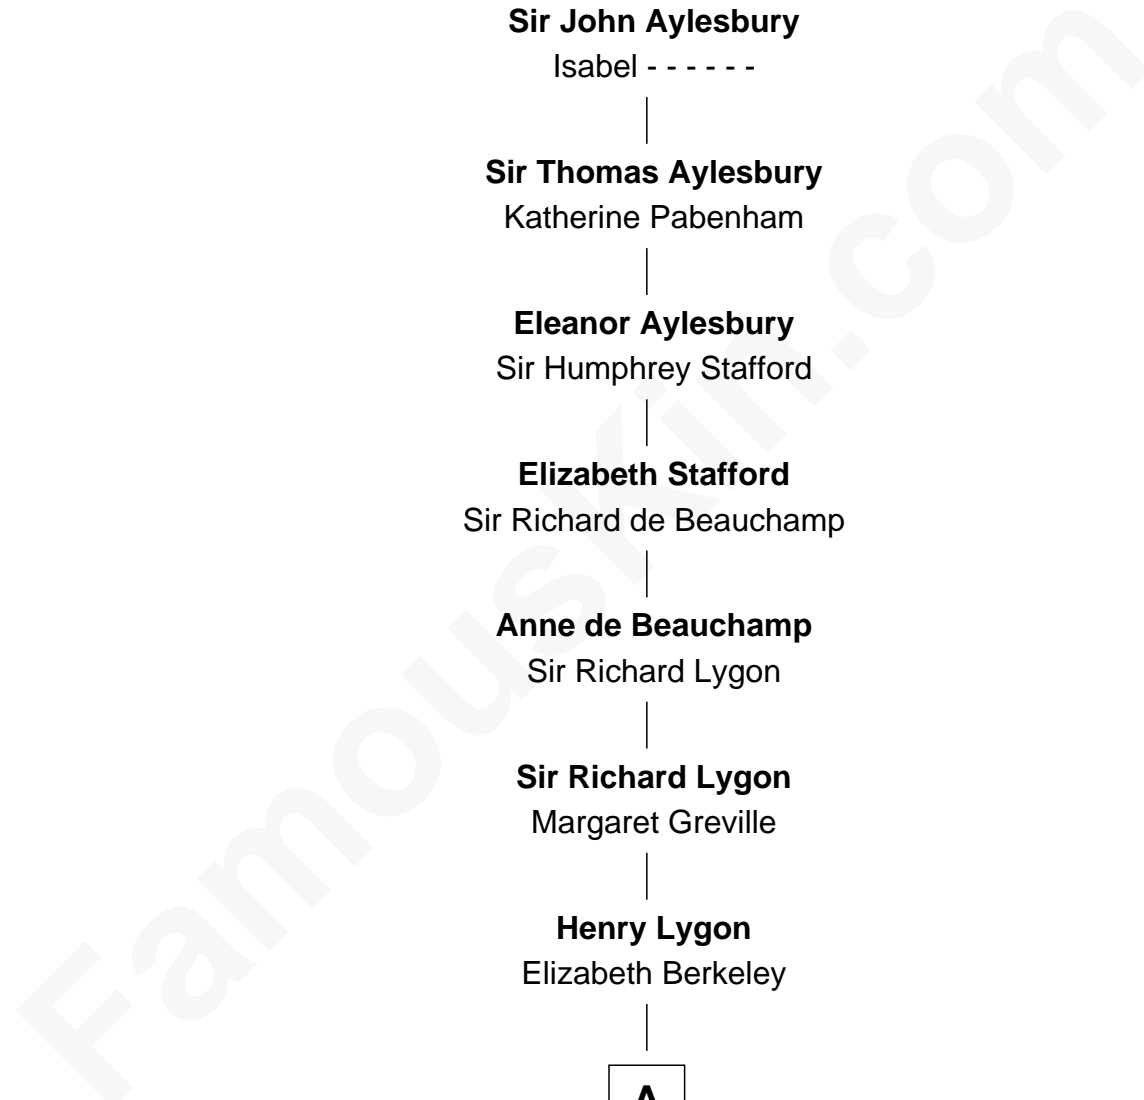 Sir John Aylesbury
Isabel - - - - - -
Sir Thomas Aylesbury
Katherine Pabenham
Eleanor Aylesbury
Sir Humphrey Stafford
Elizabeth Stafford
Sir Richard de Beauchamp
Anne de Beauchamp
Sir Richard Lygon
Sir Richard Lygon
Margaret Greville
Henry Lygon
Elizabeth Berkeley
A
FamousKin.com